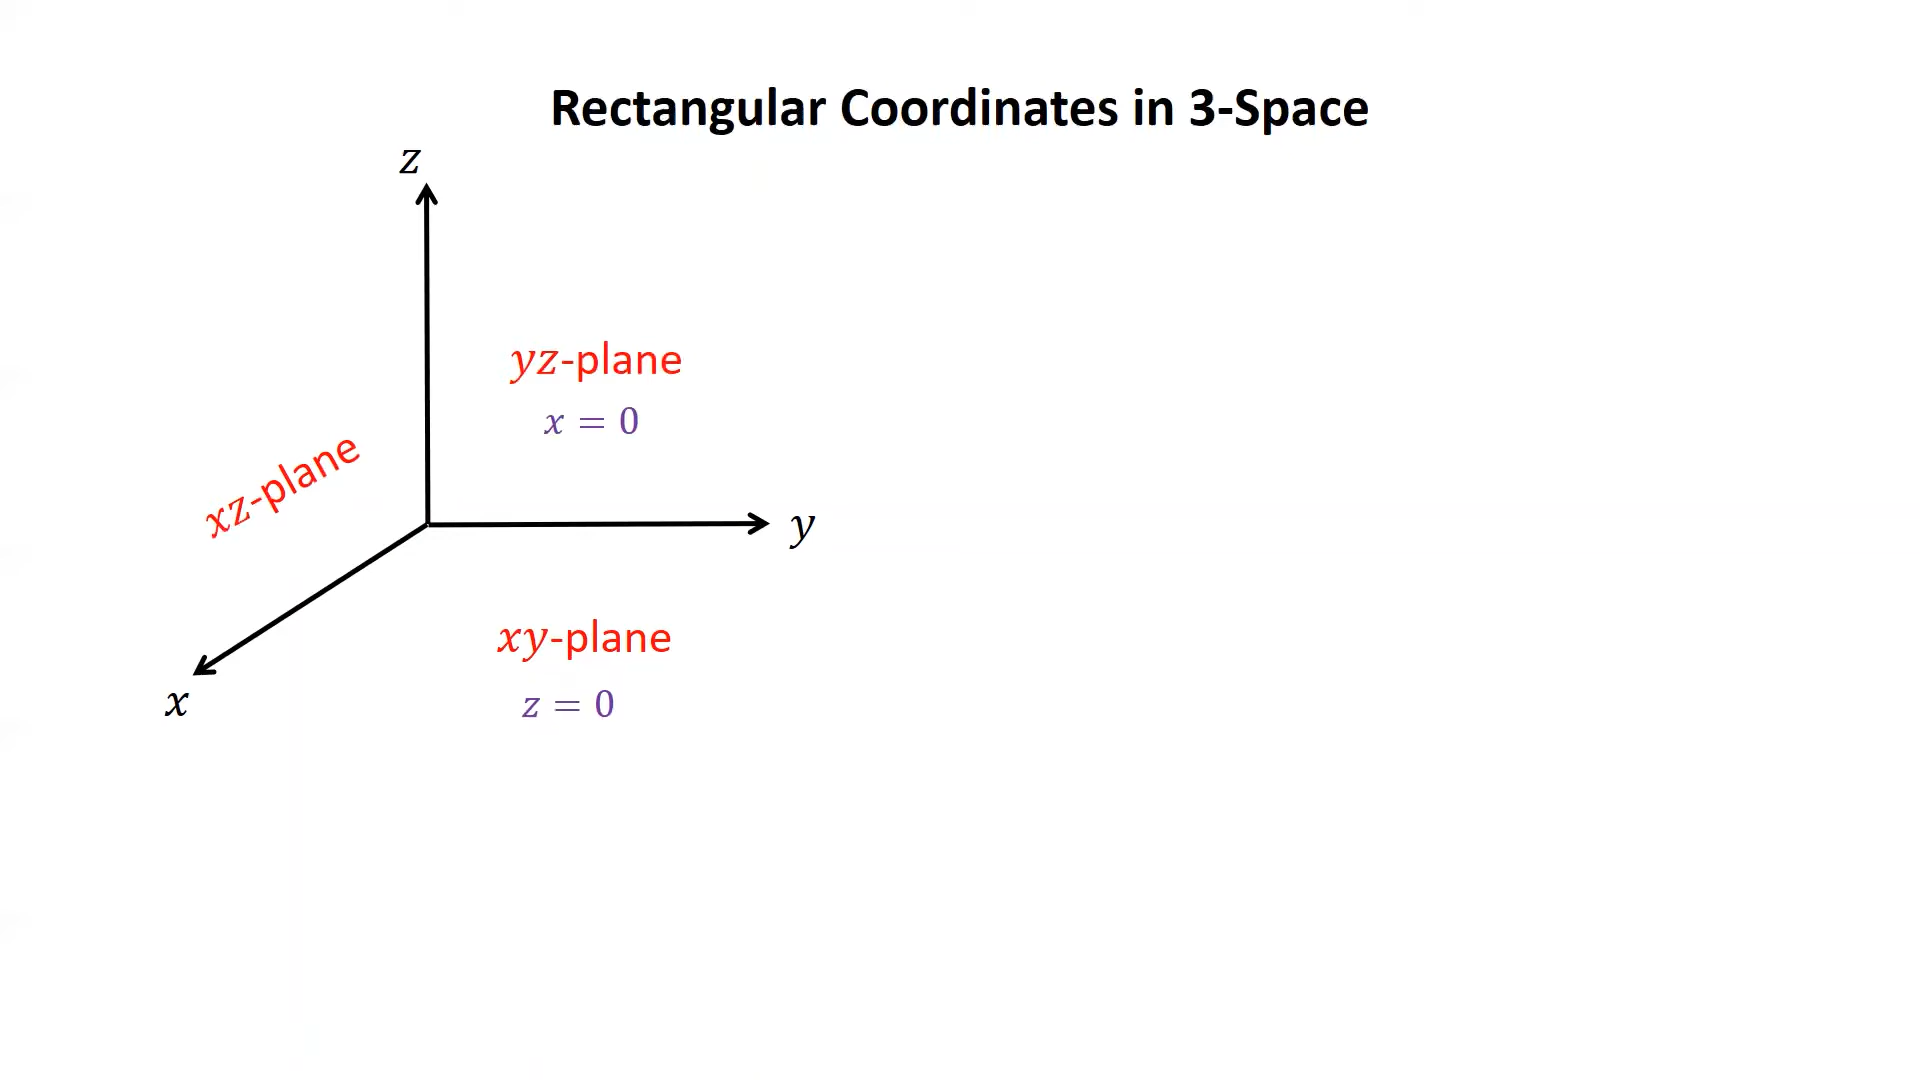 Rectangular Coordinates in 3-Space
z
yz-plane
x = 0
xz-plane
y
xy-plane
z = 0
x